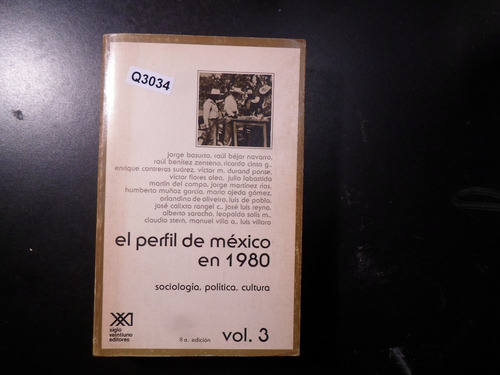 Q3034
jorge basurto, raúl béjar navarro,
raúl benítez zenteno, ricardo cinta g.,
enrique contreras suárez, víctor m. durand ponte,
víctor flores olea, julio labastida
martín del campo, jorge martínez ríos,
humberto muñoz garcía, mario ojeda gómez,
orlandina de oliveira, luis de pablo,
josé calixto rangel c., josé luis reyna,
alberto saracho, leopoldo solís m.,
claudio stern, manuel villa a., luis villoro
el perfil de méxico
en 1980
sociología, política, cultura
siglo
veintiuno
editores
8a. edición
vol. 3